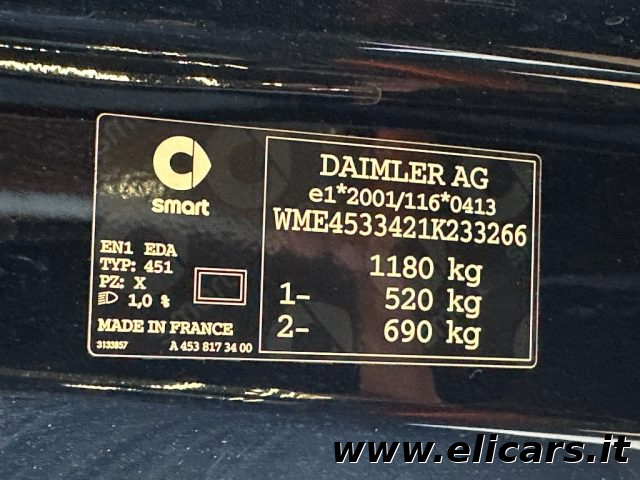 smart
EN1 EDA
TYP: 451
PZ: X
1,0 %
MADE IN FRANCE
3133857
A 453 817 34 00
DAIMLER AG
e1*2001/116*0413
WME4533421K233266
1180 kg
1- 520 kg
2- 690 kg
www.elicars.it